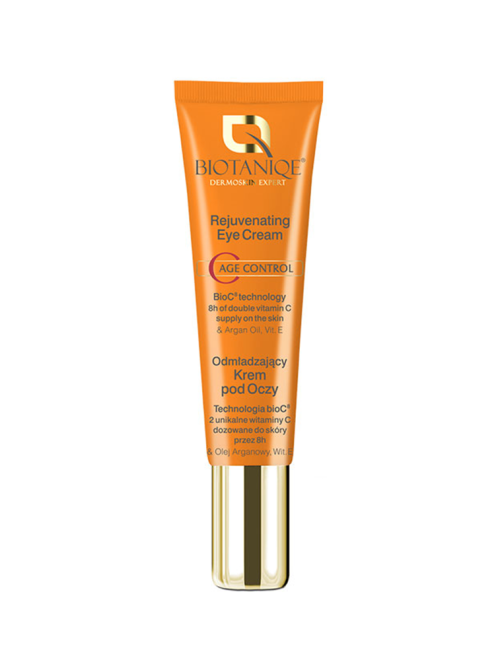 BIOTANIQE®
DERMOSKIN EXPERT
Rejuvenating
Eye Cream
C AGE CONTROL
BioC² technology
8h of double vitamin C
supply on the skin
& Argan Oil, Vit. E
Odmładzający
Krem
pod Oczy
Technologia bioC²
2 unikalne witaminy C
dozowane do skóry
przez 8h
& Olej Arganowy, Wit.E